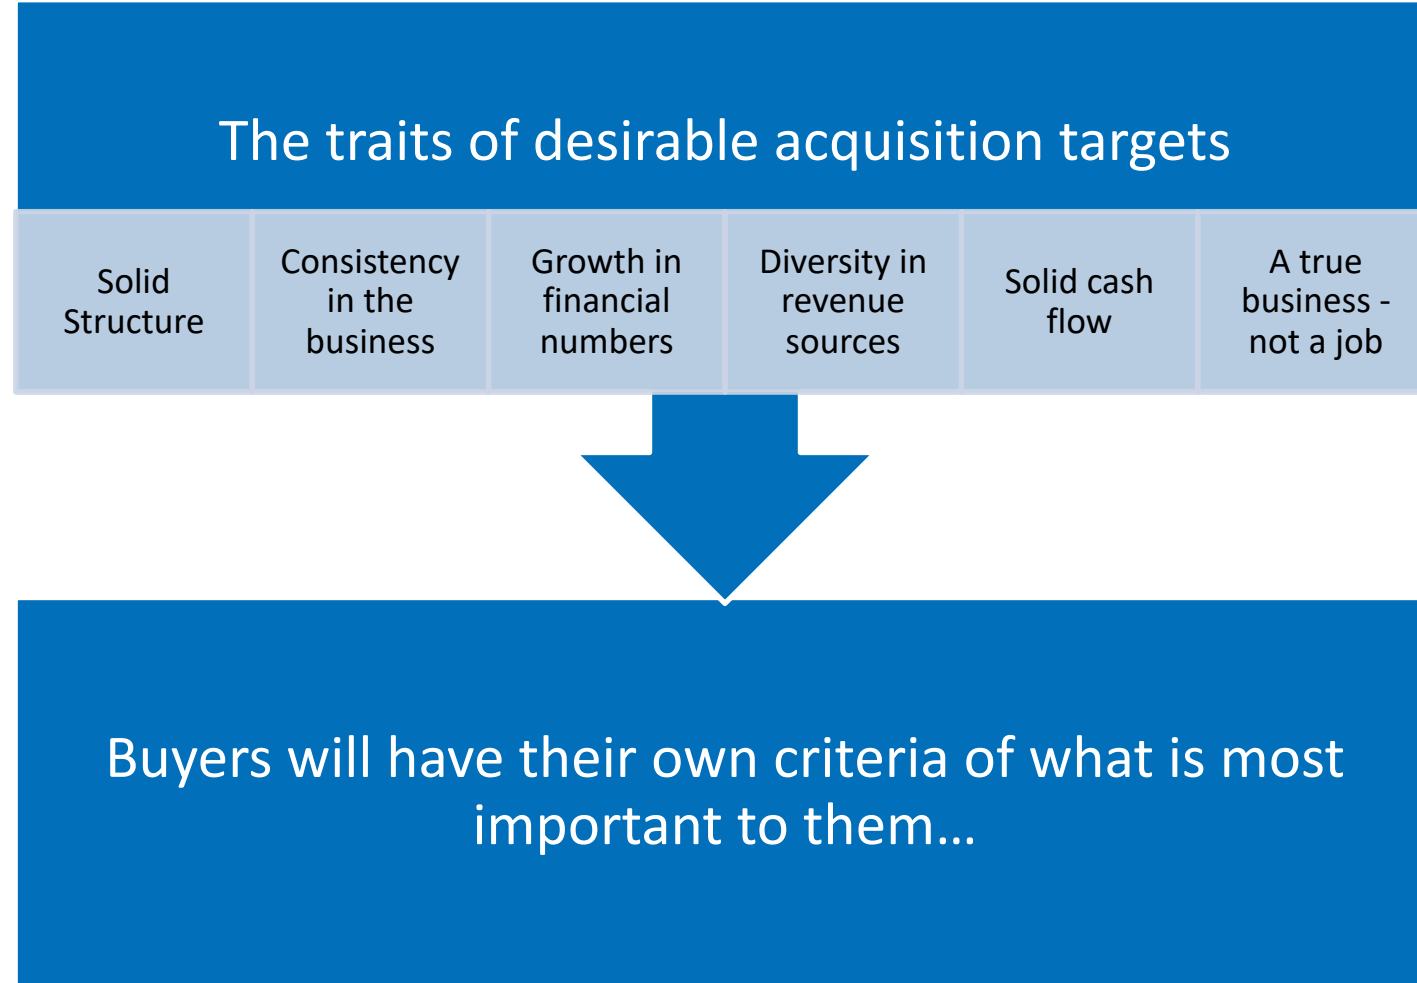 The traits of desirable acquisition targets
Solid
Structure
Consistency
in the
business
Growth in
financial
numbers
Diversity in
revenue
sources
Solid cash
flow
A true
business -
not a job
Buyers will have their own criteria of what is most
important to them…